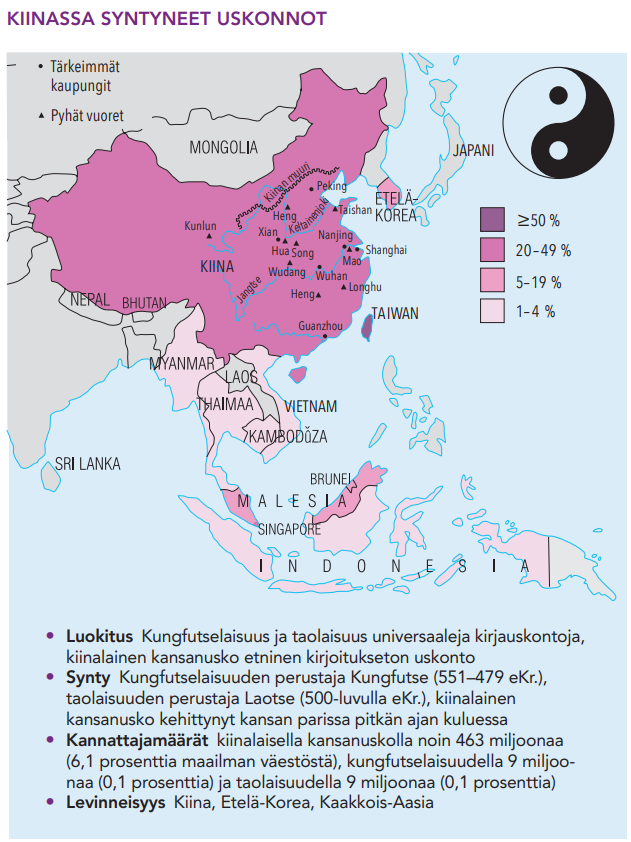 KIINASSA SYNTYNEET USKONNOT
• Tärkeimmät
kaupungit
▲ Pyhät vuoret
MONGOLIA
JAPANI
Kiinan muuri
Peking
ETELÄ-
KOREA
Heng
Keltainenjoki
Taishan
Kunlun
Xian
Nanjing
Hua
Song
Shanghai
Mao
KIINA
Wudang
Wuhan
Jangtse
Heng
Longhu
NEPAL
BHUTAN
Guanzhou
TAIWAN
≥50 %
20–49 %
5–19 %
1–4 %
MYANMAR
LAOS
THAIMAA
VIETNAM
KAMBODŽZA
SRI LANKA
BRUNEI
MALESIA
SINGAPORE
INDONESIA
• Luokitus Kungfutselaisuus ja taolaisuus universaaleja kirjauskontoja,
kiinalainen kansanusko etninen kirjoitukseton uskonto
• Synty Kungfutselaisuuden perustaja Kungfutse (551–479 eKr.),
taolaisuuden perustaja Laotse (500-luvulla eKr.), kiinalainen
kansanusko kehittynyt kansan parissa pitkän ajan kuluessa
• Kannattajamäärät kiinalaisella kansanuskolla noin 463 miljoonaa
(6,1 prosenttia maailman väestöstä), kungfutselaisuudella 9 miljoo-
naa (0,1 prosenttia) ja taolaisuudella 9 miljoonaa (0,1 prosenttia)
• Levinneisyys Kiina, Etelä-Korea, Kaakkois-Aasia